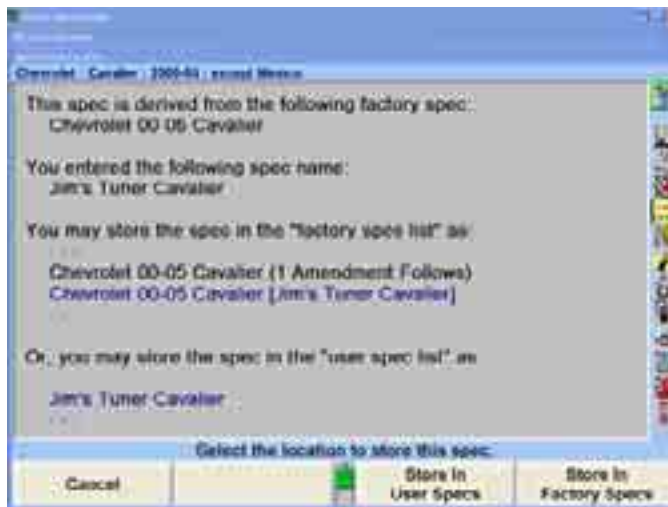 Chevrolet : Cavalier : 2000-05 : except Mexico
This spec is derived from the following factory spec:
Chevrolet 00-05 Cavalier
You entered the following spec name:
Jim's Tuner Cavalier
You may store the spec in the "factory spec list" as:
Chevrolet 00-05 Cavalier (1 Amendment Follows)
Chevrolet 00-05 Cavalier [Jim's Tuner Cavalier]
Or, you may store the spec in the "user spec list" as
Jim's Tuner Cavalier
Select the location to store this spec.
Cancel
Store In
User Specs
Store In
Factory Specs